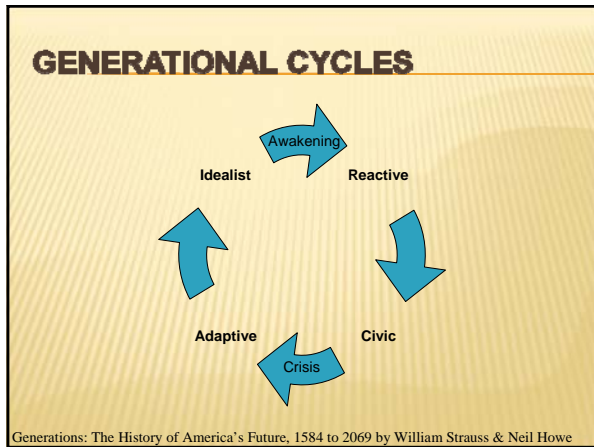 GENERATIONAL CYCLES
Awakening
Idealist Reactive
Adaptive Civic
Crisis
Generations: The History of America's Future, 1584 to 2069 by William Strauss & Neil Howe